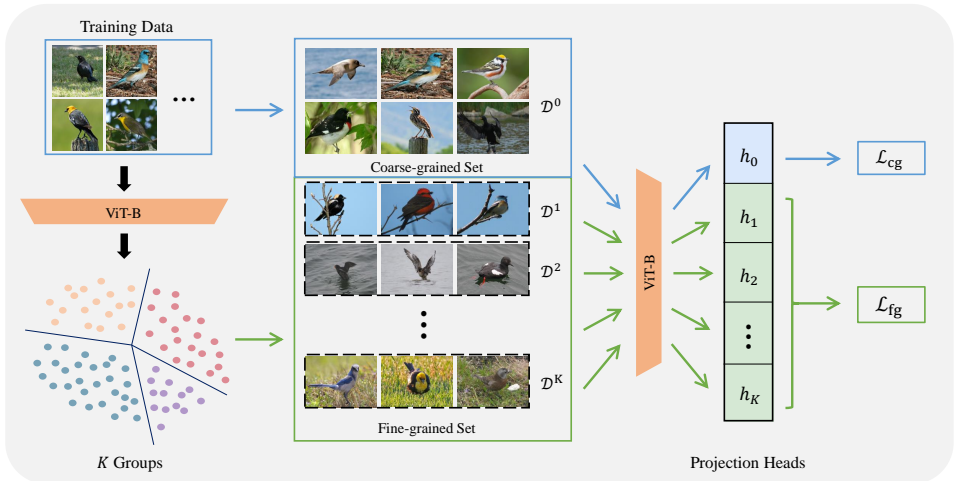 Training Data
...
ViT-B
K Groups
𝒟⁰
Coarse-grained Set
𝒟¹
𝒟²
⋮
𝒟ᴷ
Fine-grained Set
ViT-B
h₀
h₁
h₂
⋮
h_K
Projection Heads
ℒ_cg
ℒ_fg